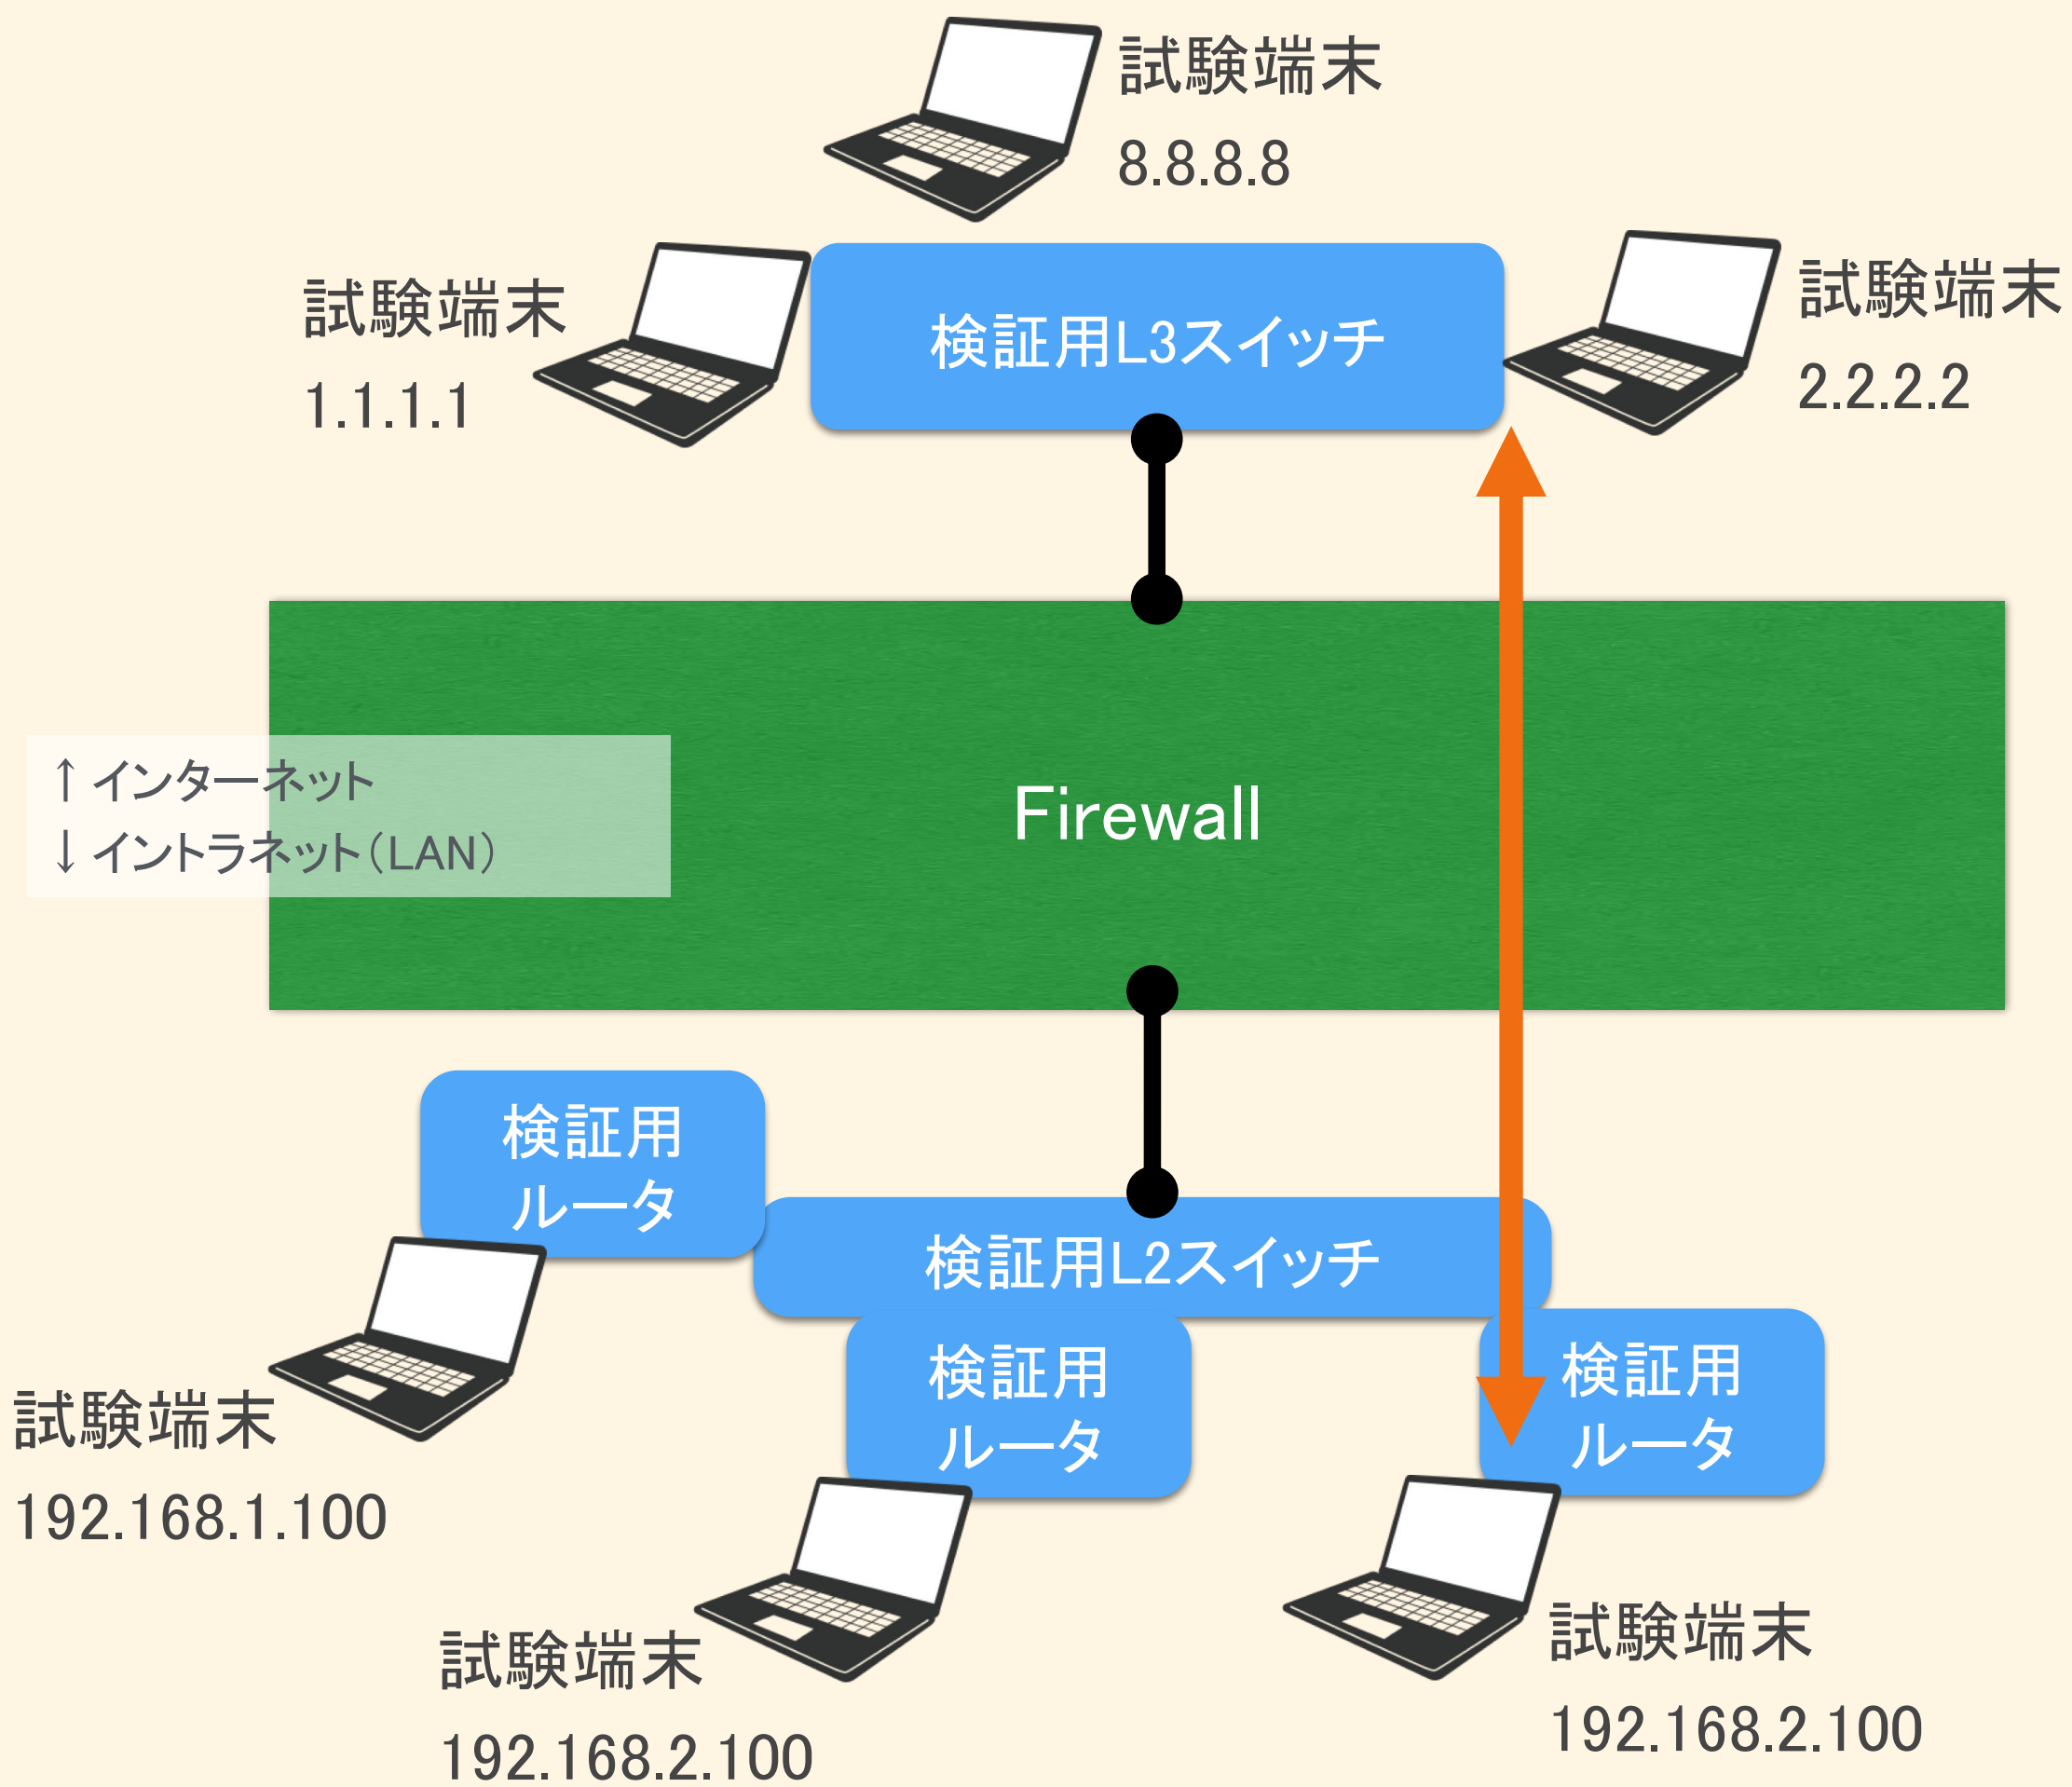 試験端末
8.8.8.8
試験端末
1.1.1.1
検証用L3スイッチ
試験端末
2.2.2.2
↑ インターネット
↓ イントラネット(LAN)
Firewall
検証用
ルータ
検証用L2スイッチ
検証用
ルータ
検証用
ルータ
試験端末
192.168.1.100
試験端末
192.168.2.100
試験端末
192.168.2.100